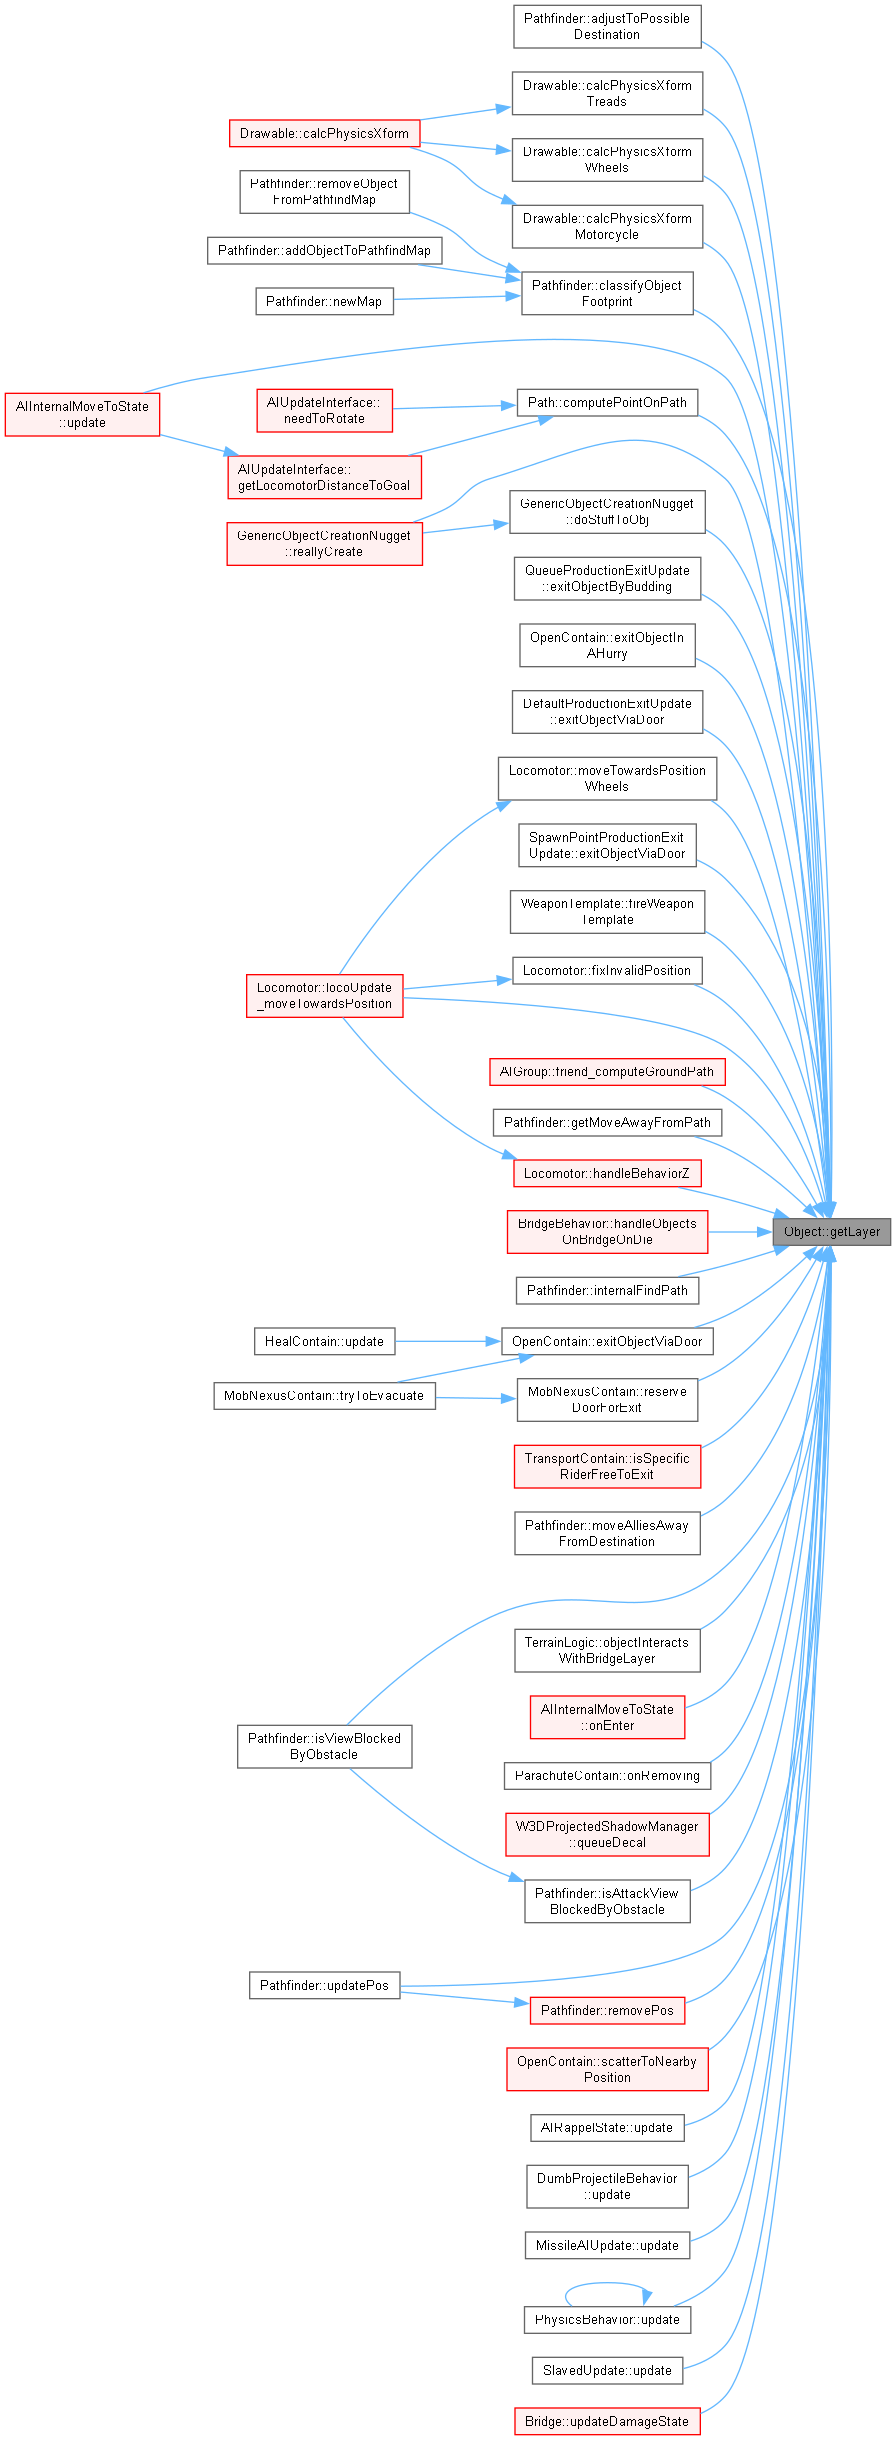 Pathfinder::adjustToPossible
Destination
Drawable::calcPhysicsXform
Treads
Drawable::calcPhysicsXform
Drawable::calcPhysicsXform
Wheels
Pathfinder::removeObject
FromPathfindMap
Drawable::calcPhysicsXform
Motorcycle
Pathfinder::addObjectToPathfindMap
Pathfinder::classifyObject
Footprint
Pathfinder::newMap
AIInternalMoveToState
::update
AIUpdateInterface::
needToRotate
Path::computePointOnPath
AIUpdateInterface::
getLocomotorDistanceToGoal
GenericObjectCreationNugget
::doStuffToObj
GenericObjectCreationNugget
::reallyCreate
QueueProductionExitUpdate
::exitObjectByBudding
OpenContain::exitObjectIn
AHurry
DefaultProductionExitUpdate
::exitObjectViaDoor
Locomotor::moveTowardsPosition
Wheels
SpawnPointProductionExit
Update::exitObjectViaDoor
WeaponTemplate::fireWeapon
Template
Locomotor::fixInvalidPosition
Locomotor::locoUpdate
_moveTowardsPosition
AIGroup::friend_computeGroundPath
Pathfinder::getMoveAwayFromPath
Locomotor::handleBehaviorZ
BridgeBehavior::handleObjects
OnBridgeOnDie
Object::getLayer
Pathfinder::internalFindPath
HealContain::update
OpenContain::exitObjectViaDoor
MobNexusContain::tryToEvacuate
MobNexusContain::reserve
DoorForExit
TransportContain::isSpecific
RiderFreeToExit
Pathfinder::moveAlliesAway
FromDestination
TerrainLogic::objectInteracts
WithBridgeLayer
AIInternalMoveToState
::onEnter
Pathfinder::isViewBlocked
ByObstacle
ParachuteContain::onRemoving
W3DProjectedShadowManager
::queueDecal
Pathfinder::isAttackView
BlockedByObstacle
Pathfinder::updatePos
Pathfinder::removePos
OpenContain::scatterToNearby
Position
AIRappelState::update
DumbProjectileBehavior
::update
MissileAIUpdate::update
PhysicsBehavior::update
SlavedUpdate::update
Bridge::updateDamageState